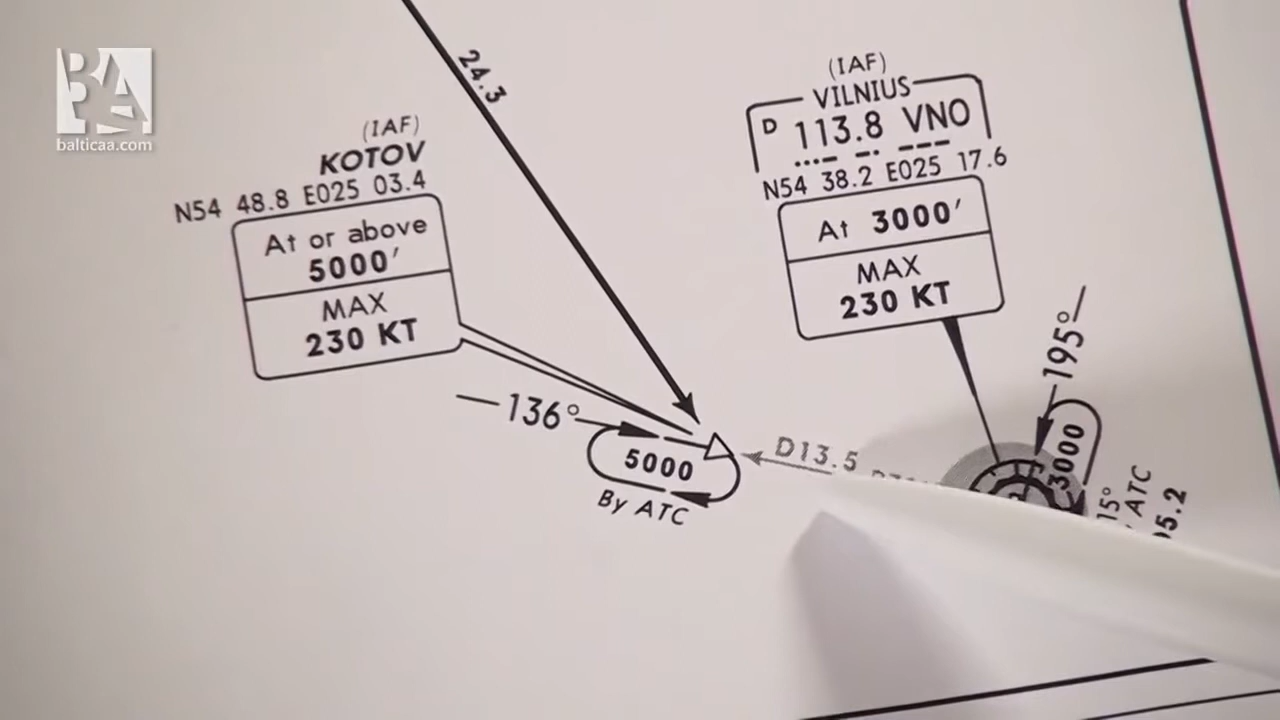 BAA
balticaa.com
24.3
(IAF)
KOTOV
N54 48.8 E025 03.4
At or above
5000'
MAX
230 KT
(IAF)
VILNIUS
D 113.8 VNO
N54 38.2 E025 17.6
At 3000'
MAX
230 KT
136°
5000
By ATC
D13.5
195°
3000
15°
ATC